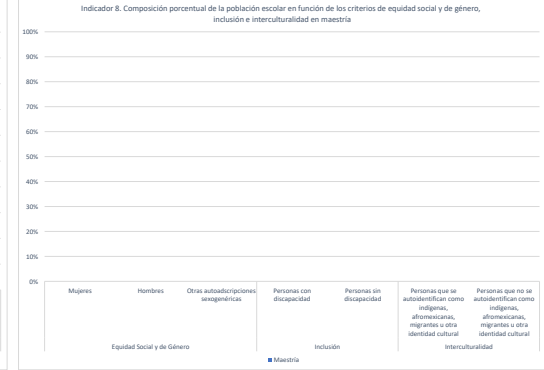 Indicador 8. Composición porcentual de la población escolar en función de los criterios de equidad social y de género,
inclusión e interculturalidad en maestría
100%
90%
80%
70%
60%
50%
40%
30%
20%
10%
0%
Mujeres
Hombres
Otras autoadscripciones
sexogenéricas
Personas con
discapacidad
Personas sin
discapacidad
Personas que se
autoidentifican como
indígenas,
afromexicanas,
migrantes u otra
identidad cultural
Personas que no se
autoidentifican como
indígenas,
afromexicanas,
migrantes u otra
identidad cultural
Equidad Social y de Género
Inclusión
Interculturalidad
Maestría